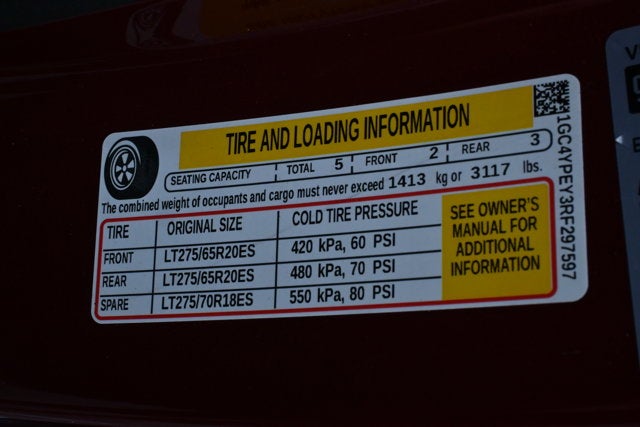 TIRE AND LOADING INFORMATION
SEATING CAPACITY TOTAL 5 FRONT 2 REAR 3
The combined weight of occupants and cargo must never exceed 1413 kg or 3117 lbs.
TIRE ORIGINAL SIZE COLD TIRE PRESSURE
FRONT LT275/65R20ES 420 kPa, 60 PSI
REAR LT275/65R20ES 480 kPa, 70 PSI
SPARE LT275/70R18ES 550 kPa, 80 PSI
SEE OWNER'S
MANUAL FOR
ADDITIONAL
INFORMATION
1GC4YPEY3RF297597